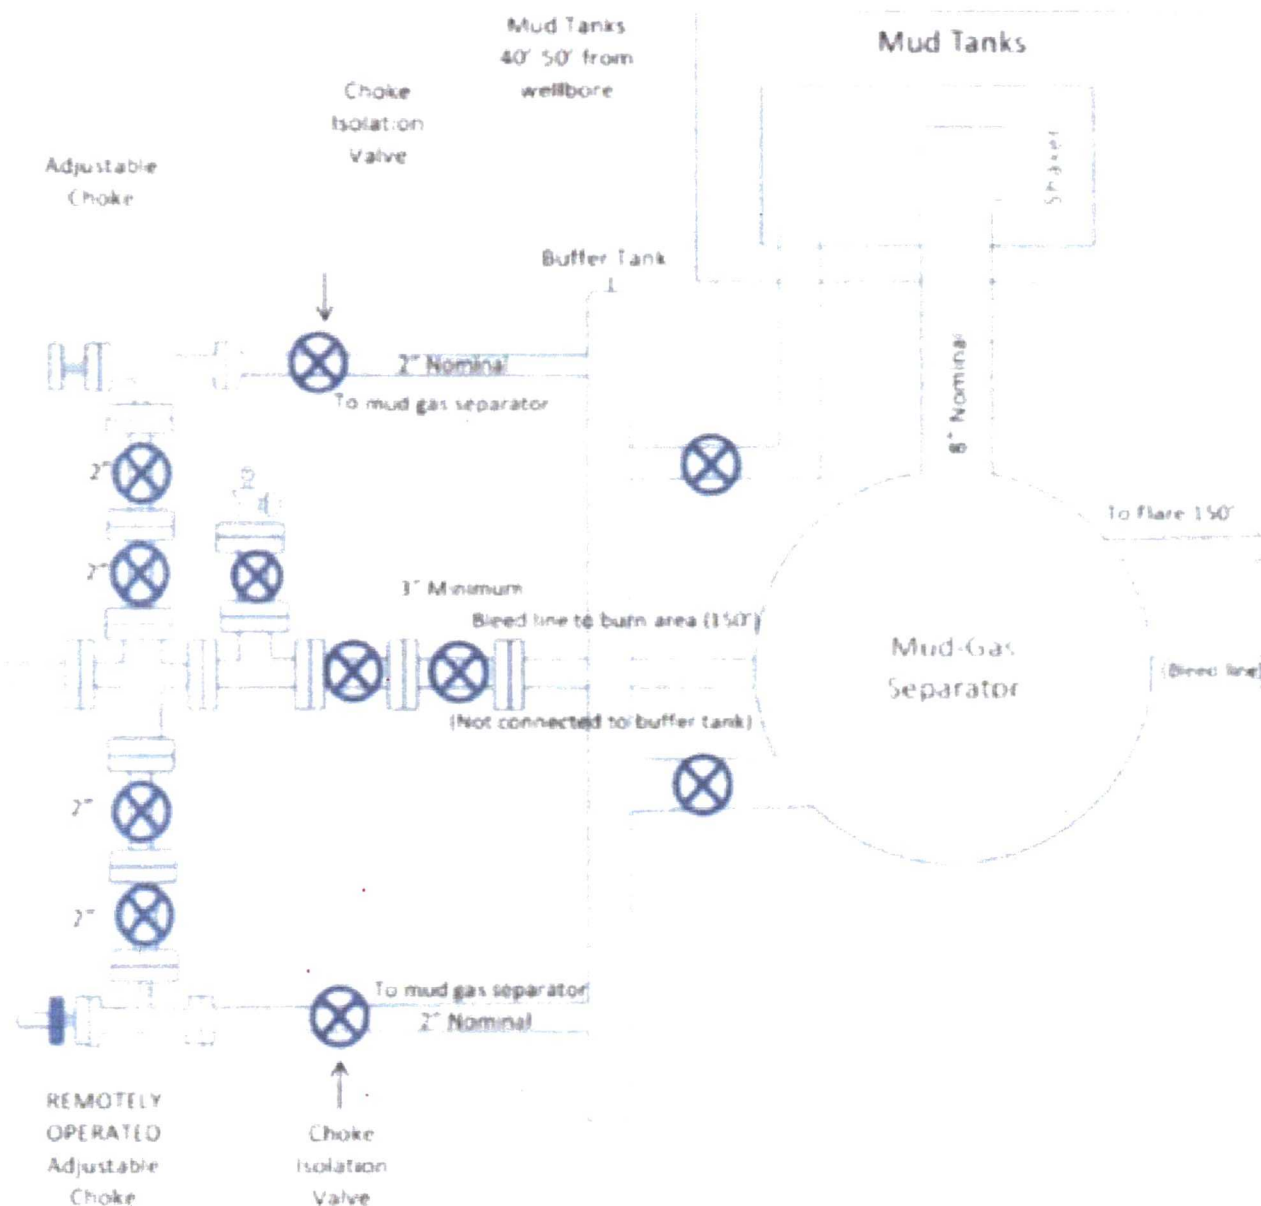 Mud Tanks
40' 50' from
wellbore
Mud Tanks
Choke
Isolation
Valve
Adjustable
Choke
Shaker
Buffer Tank
2" Nominal
To mud gas separator
8" Nominal
2"
2"
To Flare 150'
3" Minimum
Bleed line to burn area (150')
Mud-Gas
Separator
(Bleed line)
(Not connected to buffer tank)
2"
2"
To mud gas separator
2" Nominal
REMOTELY
OPERATED
Adjustable
Choke
Choke
Isolation
Valve